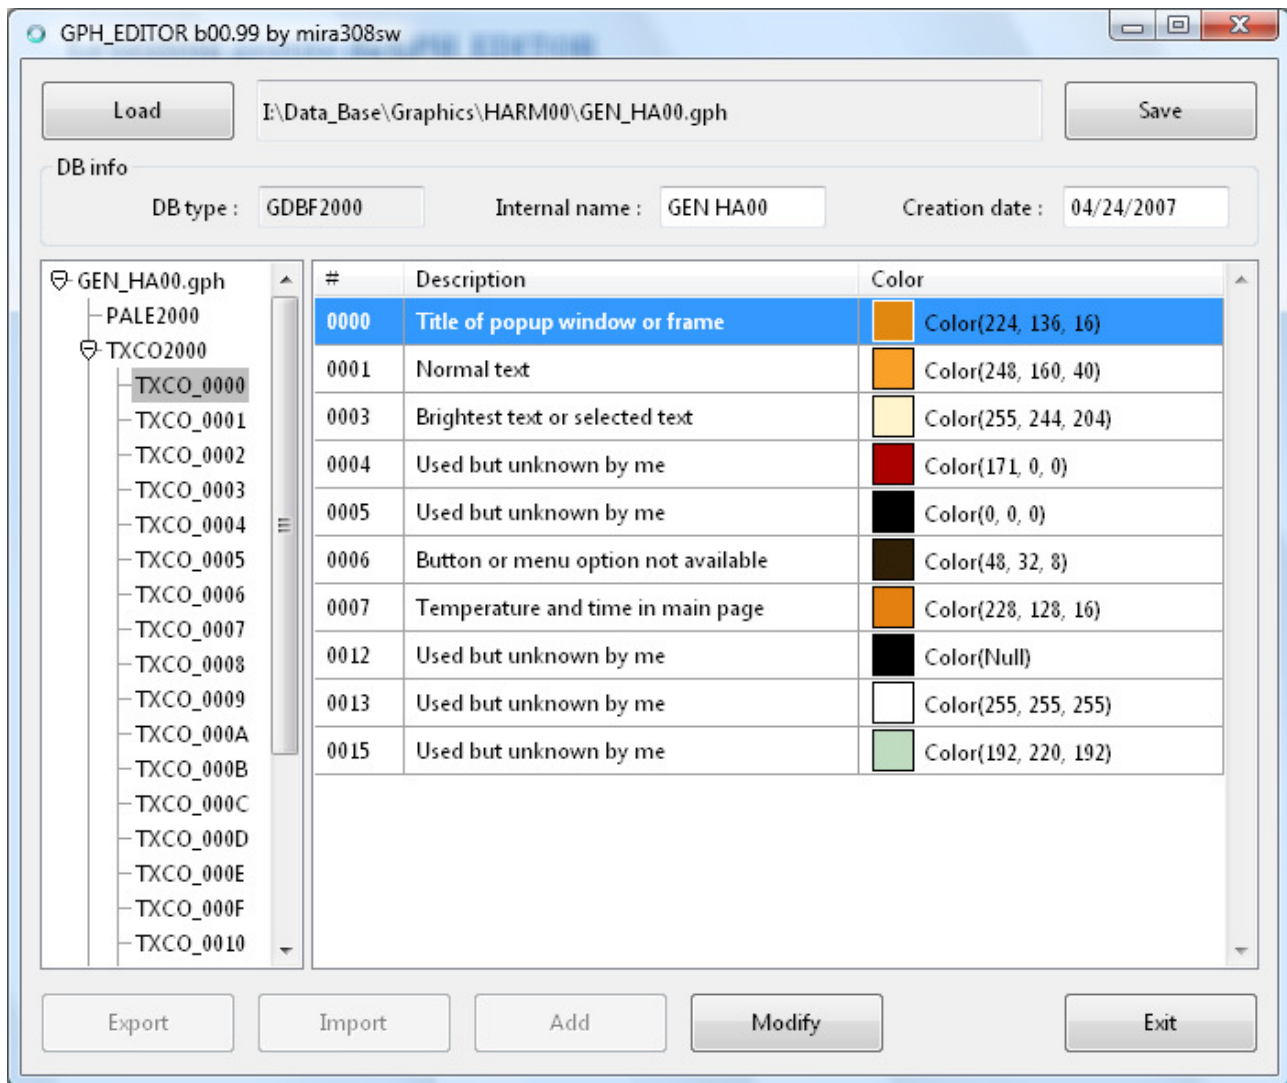 GPH_EDITOR b00.99 by mira308sw
Load
I:\Data_Base\Graphics\HARM00\GEN_HA00.gph
Save
DB info
DB type :
GDBF2000
Internal name :
GEN HA00
Creation date :
04/24/2007
GEN_HA00.gph
PALE2000
TXCO2000
TXCO_0000
TXCO_0001
TXCO_0002
TXCO_0003
TXCO_0004
TXCO_0005
TXCO_0006
TXCO_0007
TXCO_0008
TXCO_0009
TXCO_000A
TXCO_000B
TXCO_000C
TXCO_000D
TXCO_000E
TXCO_000F
TXCO_0010
# Description Color
0000 Title of popup window or frame Color(224, 136, 16)
0001 Normal text Color(248, 160, 40)
0003 Brightest text or selected text Color(255, 244, 204)
0004 Used but unknown by me Color(171, 0, 0)
0005 Used but unknown by me Color(0, 0, 0)
0006 Button or menu option not available Color(48, 32, 8)
0007 Temperature and time in main page Color(228, 128, 16)
0012 Used but unknown by me Color(Null)
0013 Used but unknown by me Color(255, 255, 255)
0015 Used but unknown by me Color(192, 220, 192)
Export
Import
Add
Modify
Exit